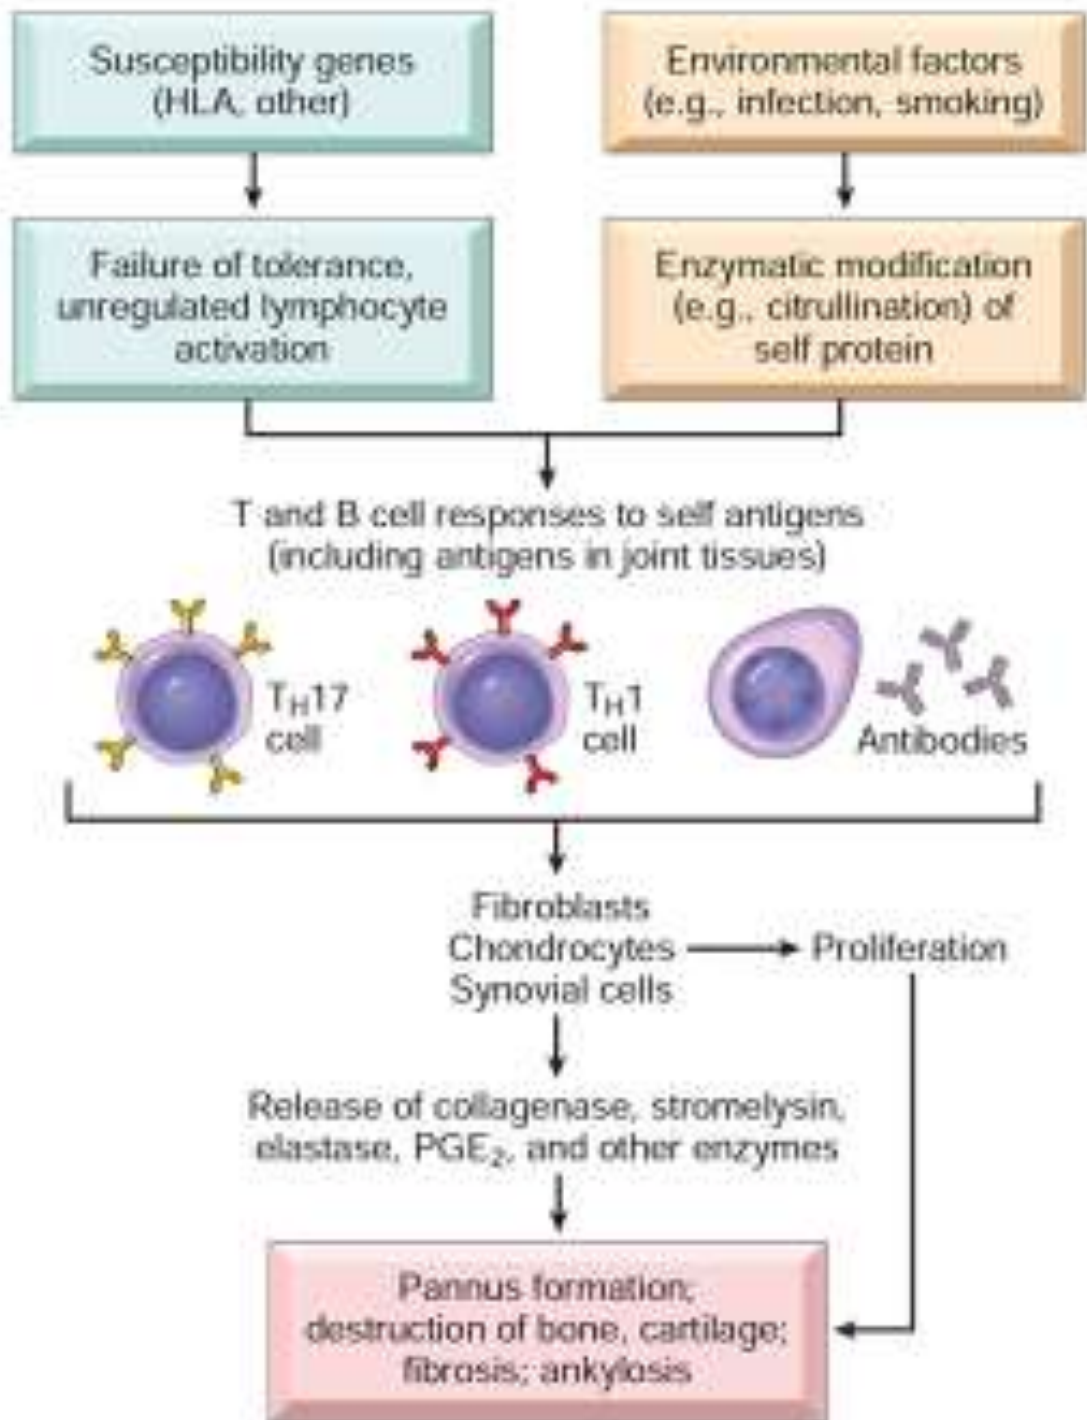 Susceptibility genes
(HLA, other)
Environmental factors
(e.g., infection, smoking)
Failure of tolerance,
unregulated lymphocyte
activation
Enzymatic modification
(e.g., citrullination) of
self protein
T and B cell responses to self antigens
(including antigens in joint tissues)
TH17
cell
TH1
cell
Antibodies
Fibroblasts
Chondrocytes
Synovial cells
Proliferation
Release of collagenase, stromelysin,
elastase, PGE₂, and other enzymes
Pannus formation;
destruction of bone, cartilage;
fibrosis; ankylosis